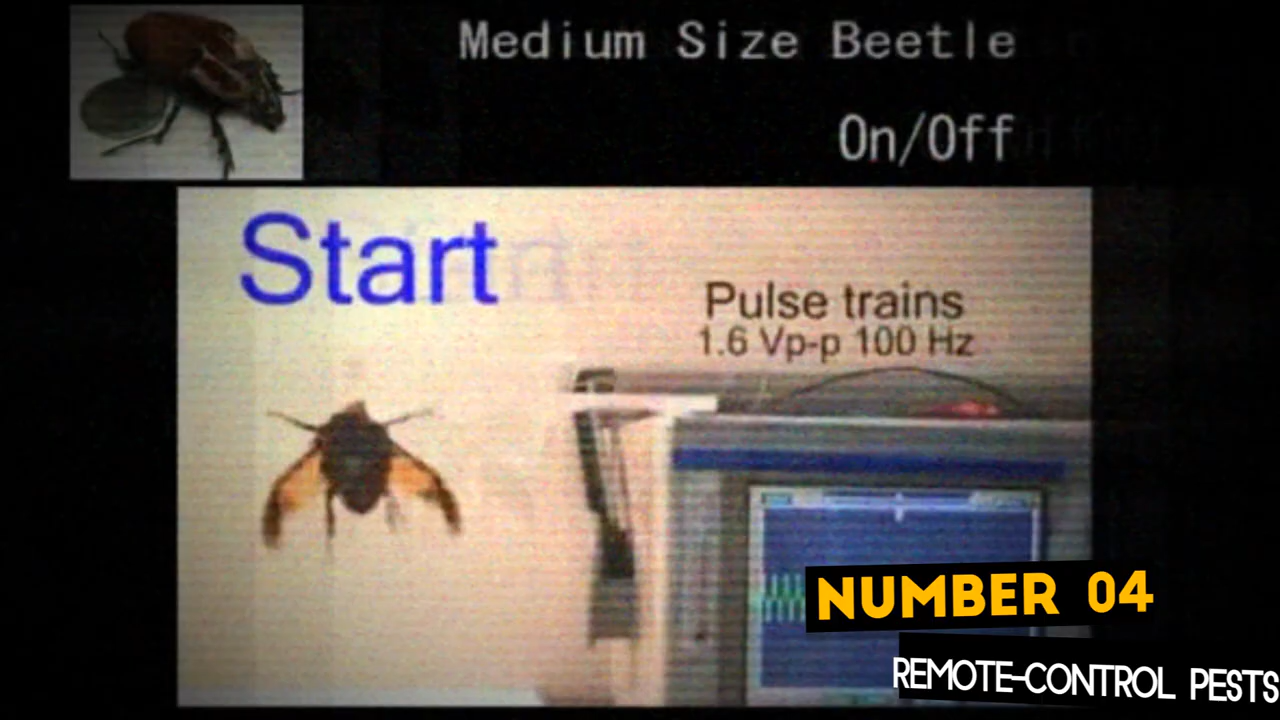 Medium Size Beetle
On/Off
Start
Pulse trains
1.6 Vp-p 100 Hz
NUMBER 04
REMOTE-CONTROL PESTS